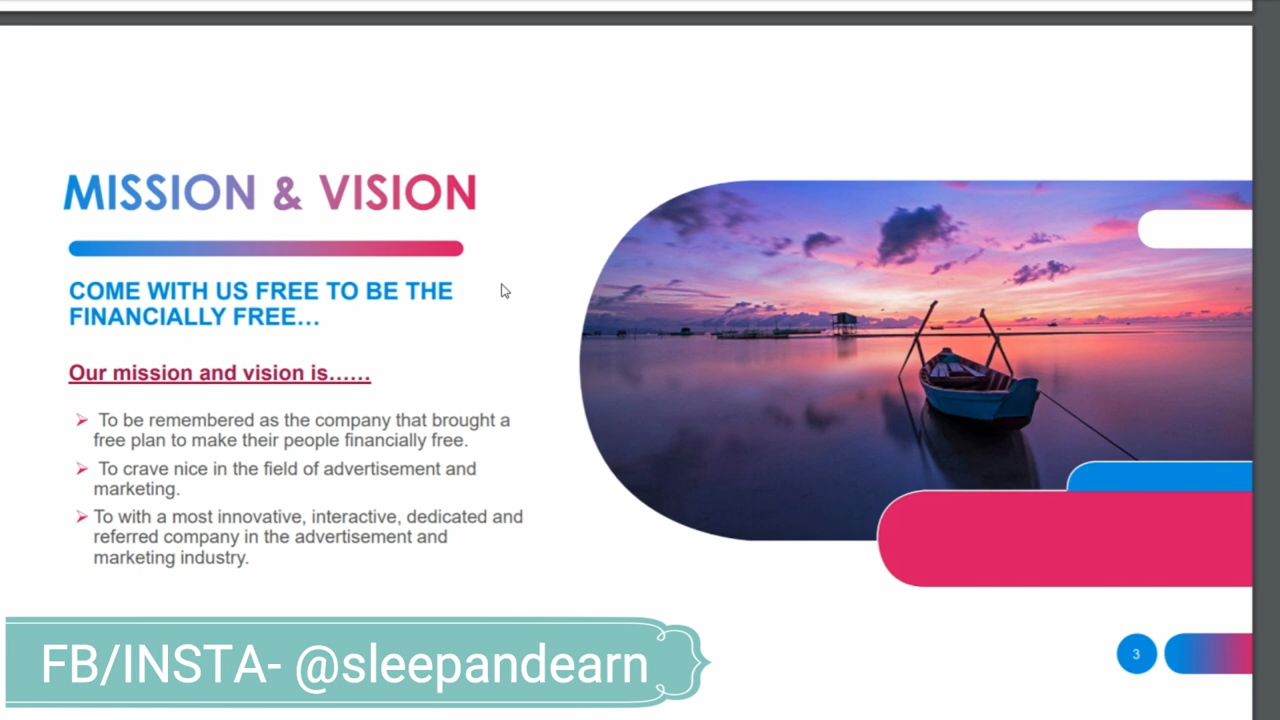 MISSION & VISION
COME WITH US FREE TO BE THE
FINANCIALLY FREE...
Our mission and vision is......
To be remembered as the company that brought a
free plan to make their people financially free.
To crave nice in the field of advertisement and
marketing.
To with a most innovative, interactive, dedicated and
referred company in the advertisement and
marketing industry.
FB/INSTA- @sleepandearn
3